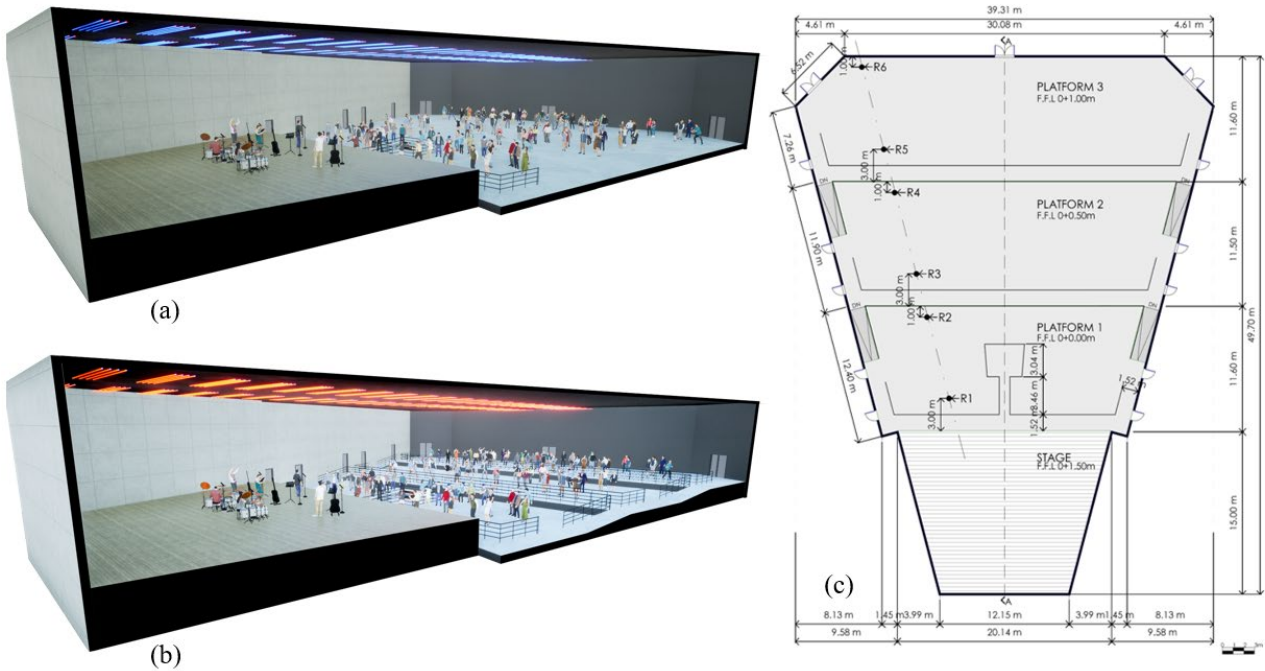 (a)
(b)
39.31 m
4.61 m
30.08 m
4.61 m
A
6.52 m
1.00 m
R6
PLATFORM 3
F.F.L 0+1.00m
11.60 m
7.26 m
3.00 m
R5
1.00 m
R4
PLATFORM 2
F.F.L 0+0.50m
11.50 m
11.90 m
3.00 m
R3
1.00 m
R2
PLATFORM 1
F.F.L 0+0.00m
49.70 m
3.04 m
11.60 m
12.40 m
1.52 m
3.00 m
R1
8.46 m
1.52 m
STAGE
F.F.L 0+1.50m
15.00 m
(c)
A
8.13 m
1.45 m
3.99 m
12.15 m
3.99 m
1.45 m
8.13 m
9.58 m
20.14 m
9.58 m